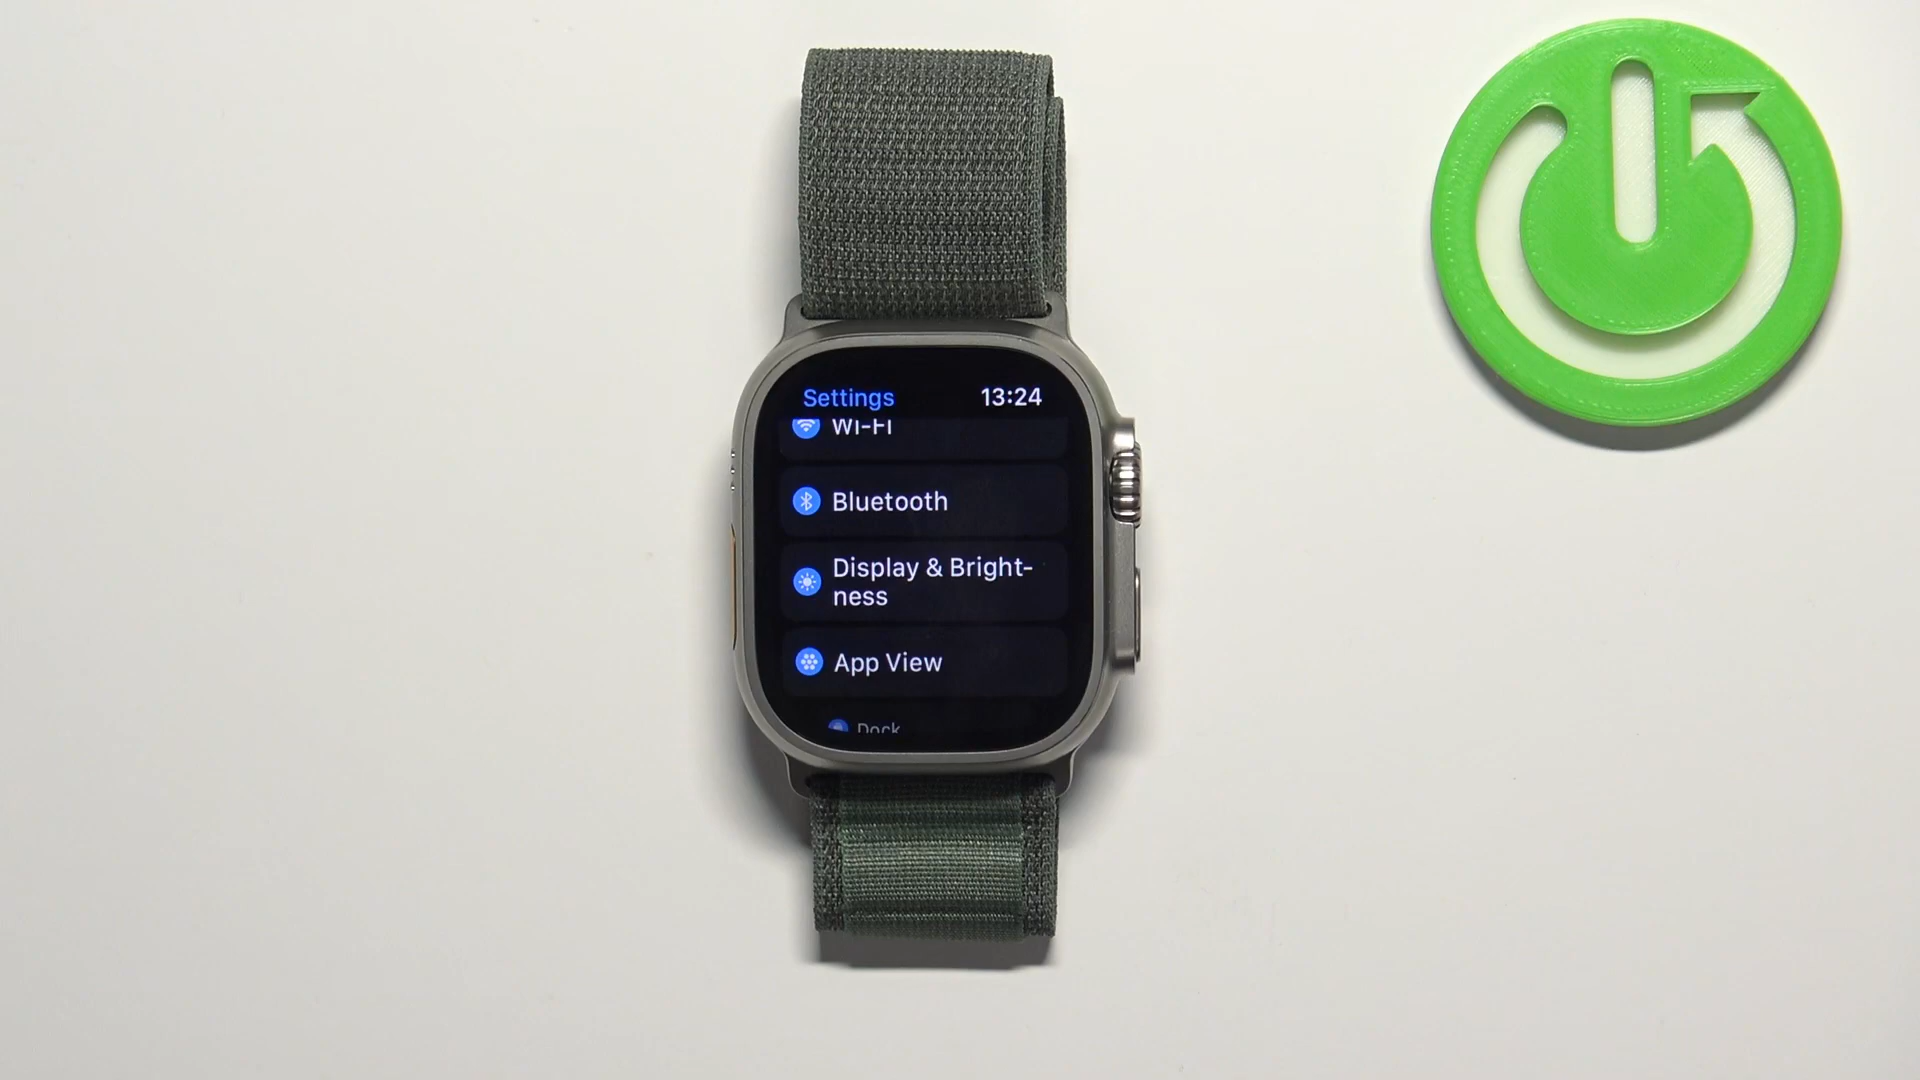 Settings 13:24
Wi-Fi
Bluetooth
Display & Bright-
ness
App View
Dock